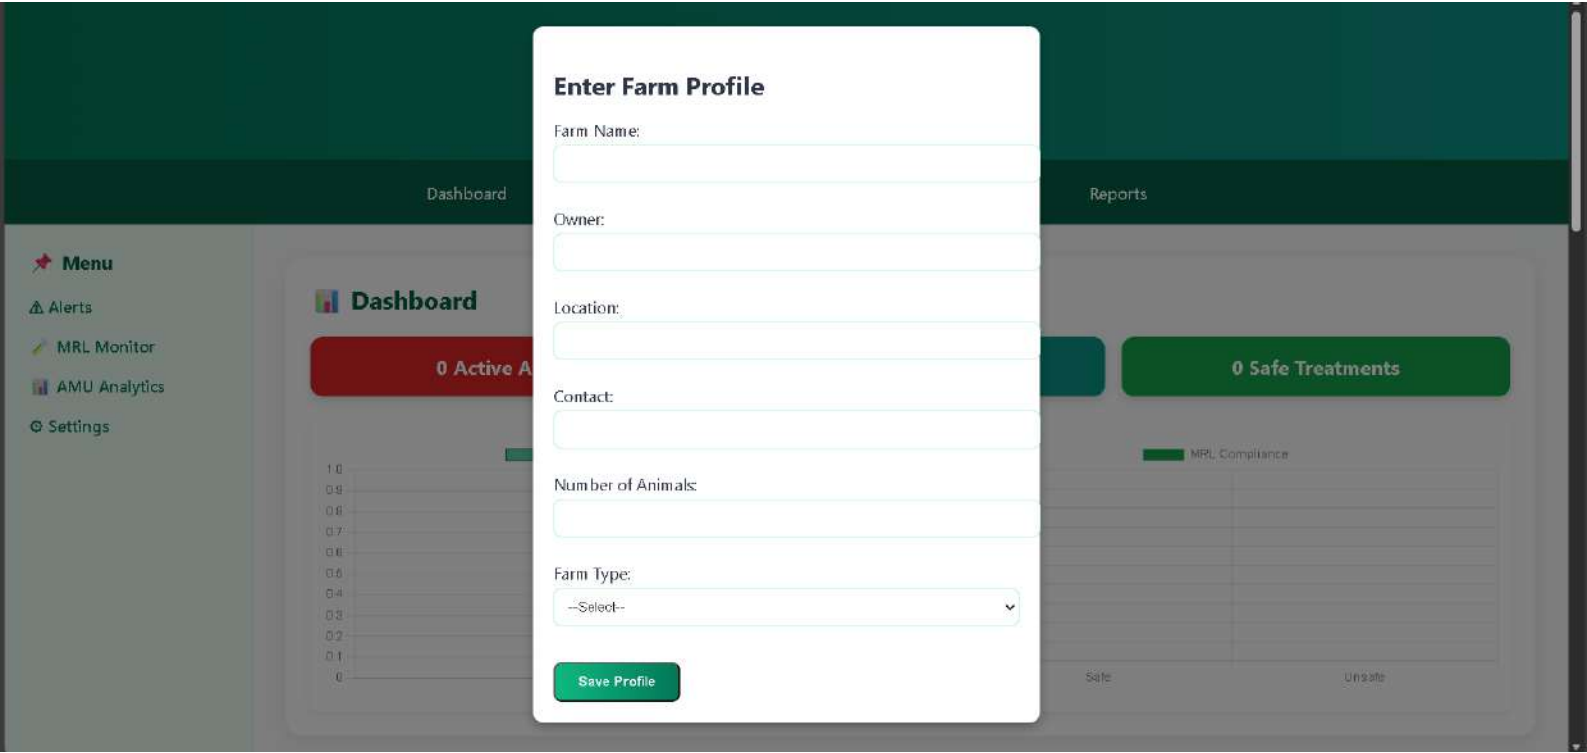 Enter Farm Profile
Farm Name:
Dashboard
Reports
Owner:
Menu
Alerts
MRL Monitor
AMU Analytics
Settings
Dashboard
0 Active A
0 Safe Treatments
Location:
Contact:
MRL Compliance
1.0
0.9
0.8
0.7
0.6
0.5
0.4
0.3
0.2
0.1
0
Safe
Unsafe
Number of Animals:
Farm Type:
--Select--
Save Profile